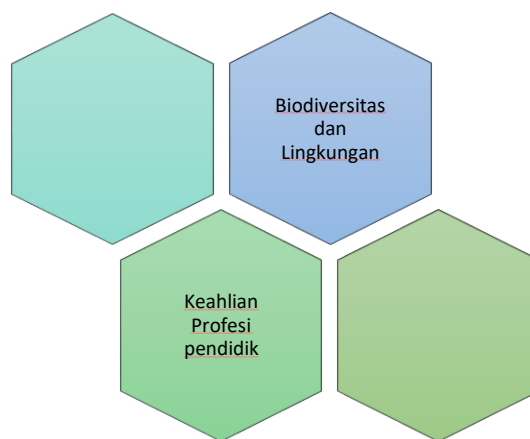 Biodiversitas
dan
Lingkungan
Keahlian
Profesi
pendidik